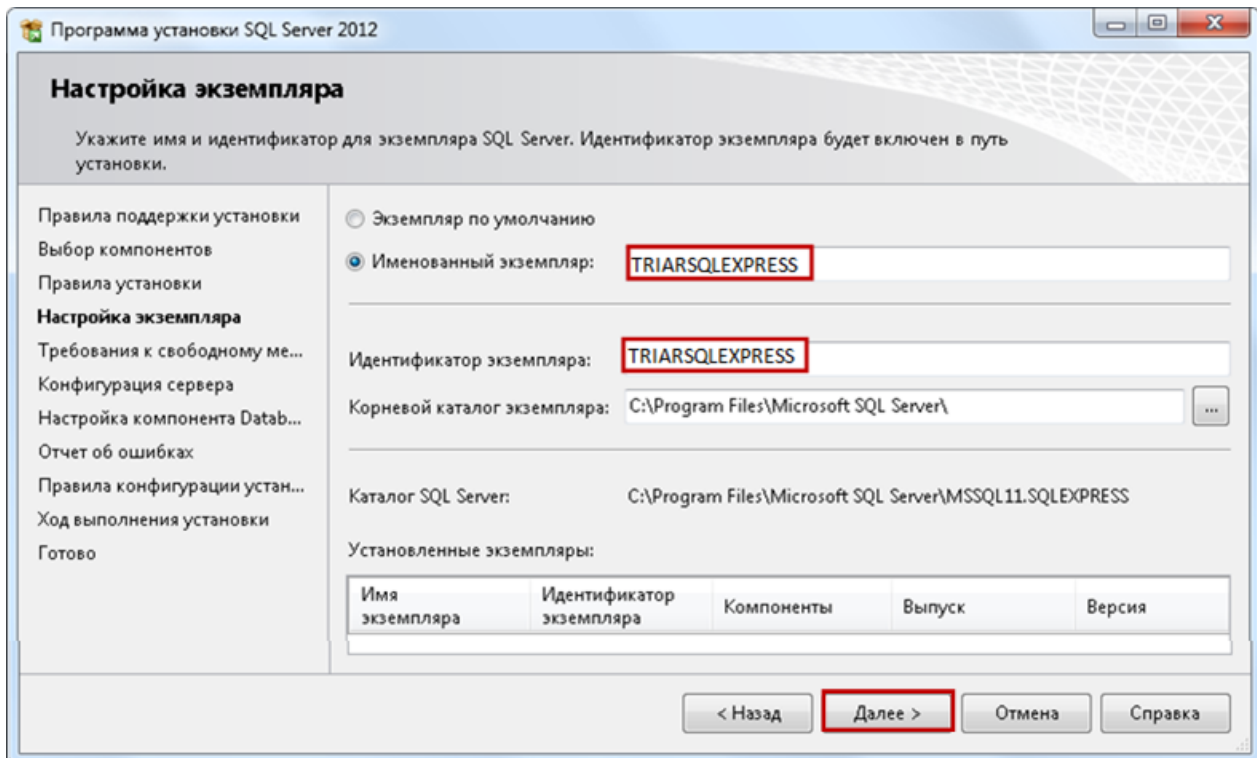 Программа установки SQL Server 2012
Настройка экземпляра
Укажите имя и идентификатор для экземпляра SQL Server. Идентификатор экземпляра будет включен в путь
установки.
Правила поддержки установки
Выбор компонентов
Правила установки
Настройка экземпляра
Требования к свободному ме...
Конфигурация сервера
Настройка компонента Datab...
Отчет об ошибках
Правила конфигурации устан...
Ход выполнения установки
Готово
Экземпляр по умолчанию
Именованный экземпляр: TRIARSQLEXPRESS
Идентификатор экземпляра: TRIARSQLEXPRESS
Корневой каталог экземпляра: C:\Program Files\Microsoft SQL Server\ ...
Каталог SQL Server: C:\Program Files\Microsoft SQL Server\MSSQL11.SQLEXPRESS
Установленные экземпляры:
Имя экземпляра Идентификатор экземпляра Компоненты Выпуск Версия
< Назад Далее > Отмена Справка